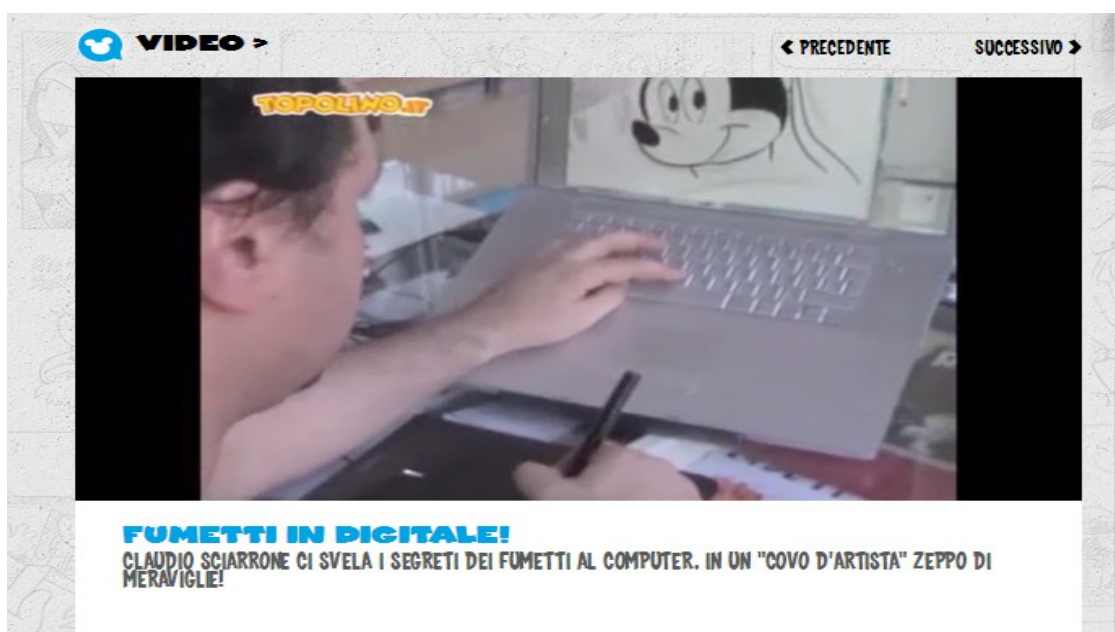 VIDEO >
< PRECEDENTE
SUCCESSIVO >
TOPOLINO.IT
FUMETTI IN DIGITALE!
CLAUDIO SCIARRONE CI SVELA I SEGRETI DEI FUMETTI AL COMPUTER. IN UN "COVO D'ARTISTA" ZEPPO DI
MERAVIGLIE!